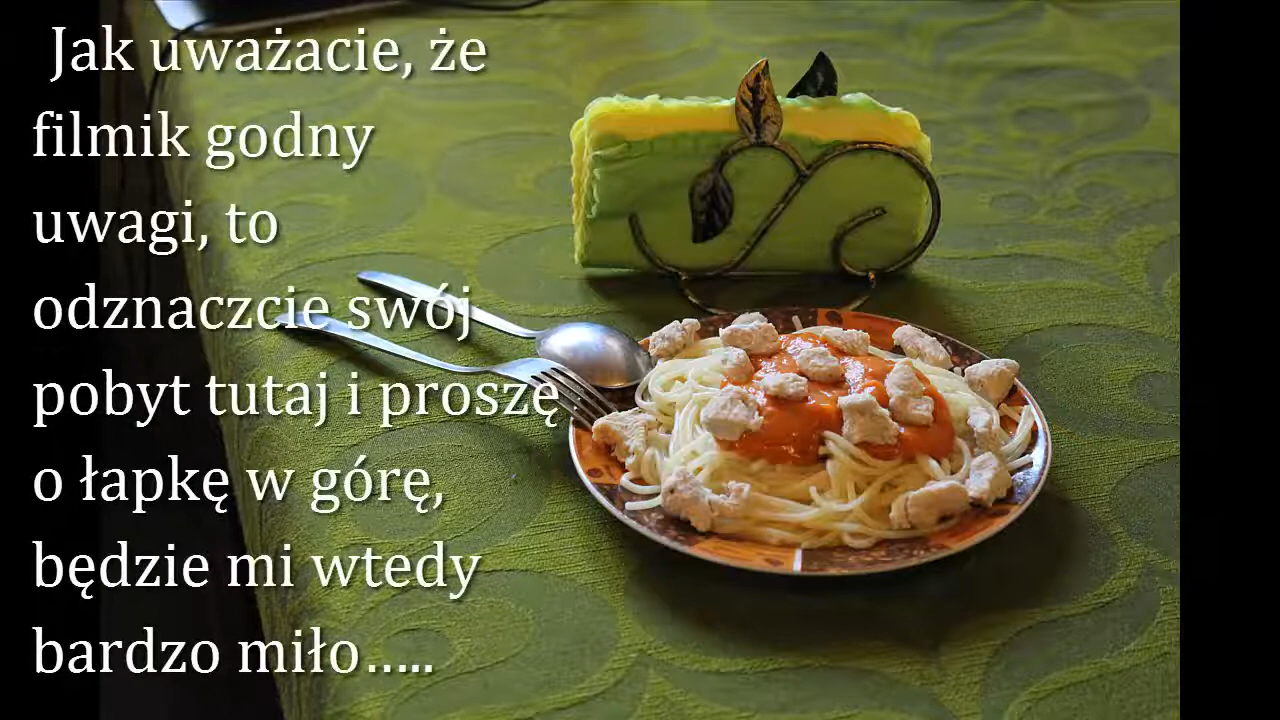 Jak uważacie, że
filmik godny
uwagi, to
odznaczcie swój
pobyt tutaj i proszę
o łapkę w górę,
będzie mi wtedy
bardzo miło…..